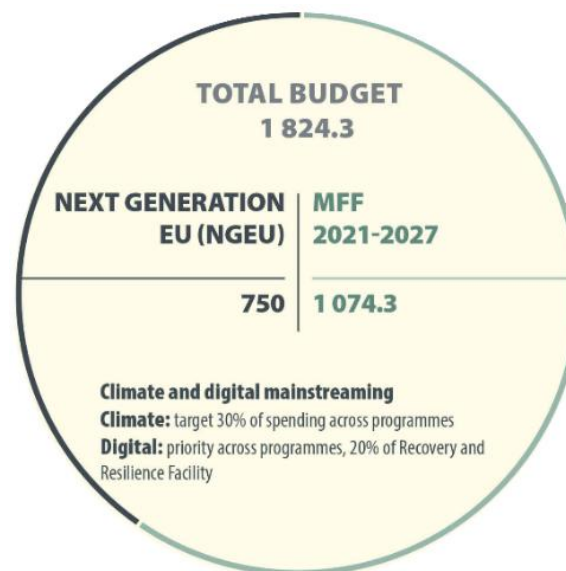 TOTAL BUDGET
1 824.3
NEXT GENERATION
EU (NGEU)
750
MFF
2021-2027
1 074.3
Climate and digital mainstreaming
Climate: target 30% of spending across programmes
Digital: priority across programmes, 20% of Recovery and
Resilience Facility